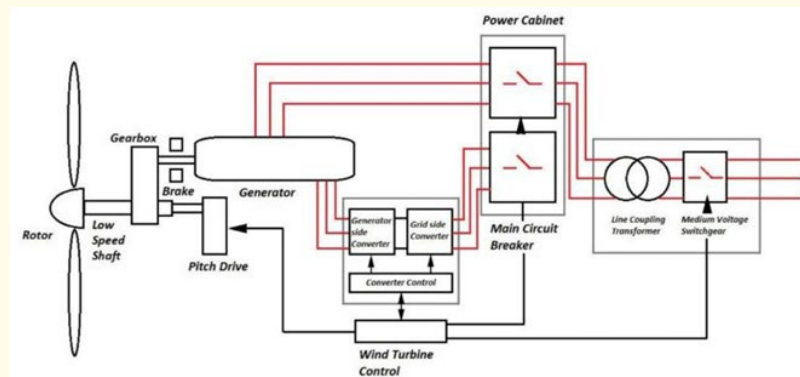 Power Cabinet
Gearbox
Brake
Generator
Rotor
Low
Speed
Shaft
Pitch Drive
Generator
side
Converter
Grid side
Converter
Converter Control
Main Circuit
Breaker
Line Coupling
Transformer
Medium Voltage
Switchgear
Wind Turbine
Control